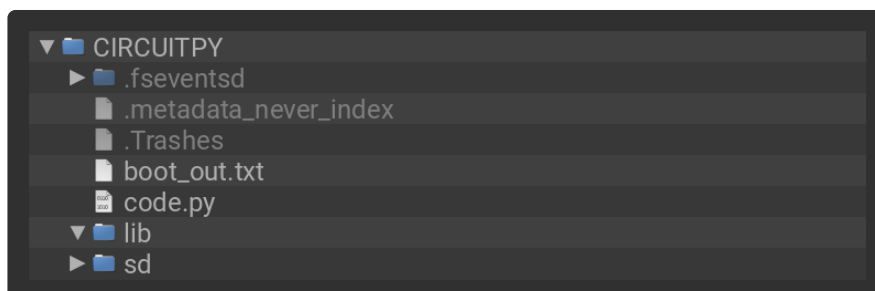 CIRCUITPY
.fseventsd
.metadata_never_index
.Trashes
boot_out.txt
code.py
lib
sd